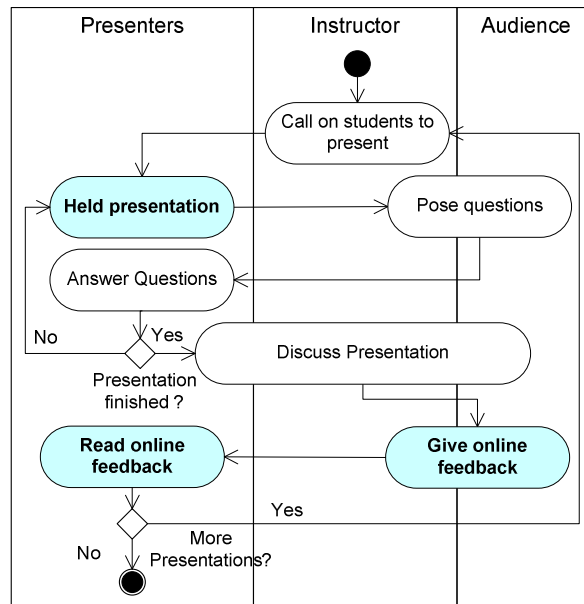 Presenters
Instructor
Audience
Call on students to
present
Held presentation
Pose questions
Answer Questions
No
Yes
Discuss Presentation
Presentation
finished ?
Read online
feedback
Give online
feedback
Yes
More
Presentations?
No